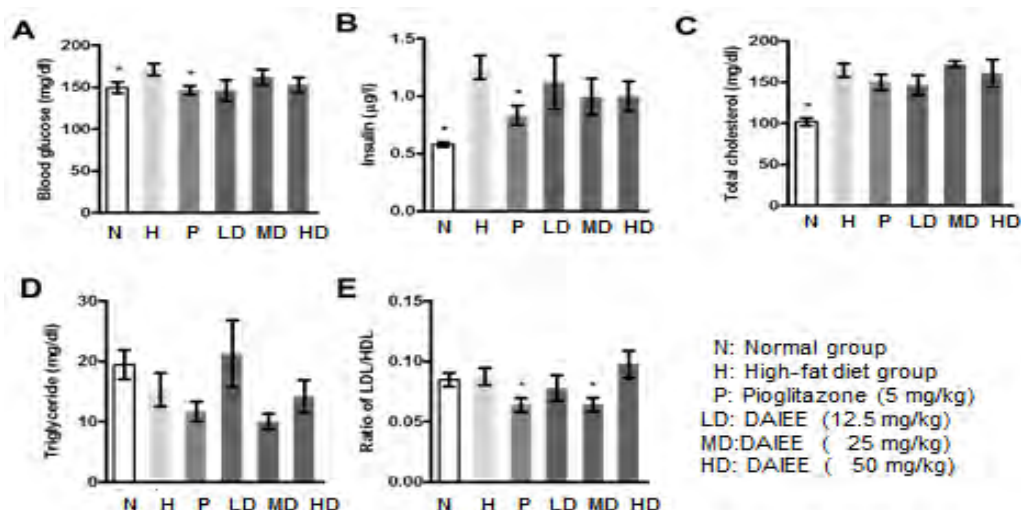 A
Blood glucose (mg/dl)
200
150
100
50
0
*
*
N H P LD MD HD
B
Insulin (µg/l)
1.5
1.0
0.5
0.0
*
*
N H P LD MD HD
C
Total cholesterol (mg/dl)
200
150
100
50
0
*
N H P LD MD HD
D
Triglyceride (mg/dl)
30
20
10
0
N H P LD MD HD
E
Ratio of LDL/HDL
0.15
0.10
0.05
0.00
*
*
N H P LD MD HD
N: Normal group
H: High-fat diet group
P: Pioglitazone (5 mg/kg)
LD: DAIEE (12.5 mg/kg)
MD:DAIEE ( 25 mg/kg)
HD: DAIEE ( 50 mg/kg)